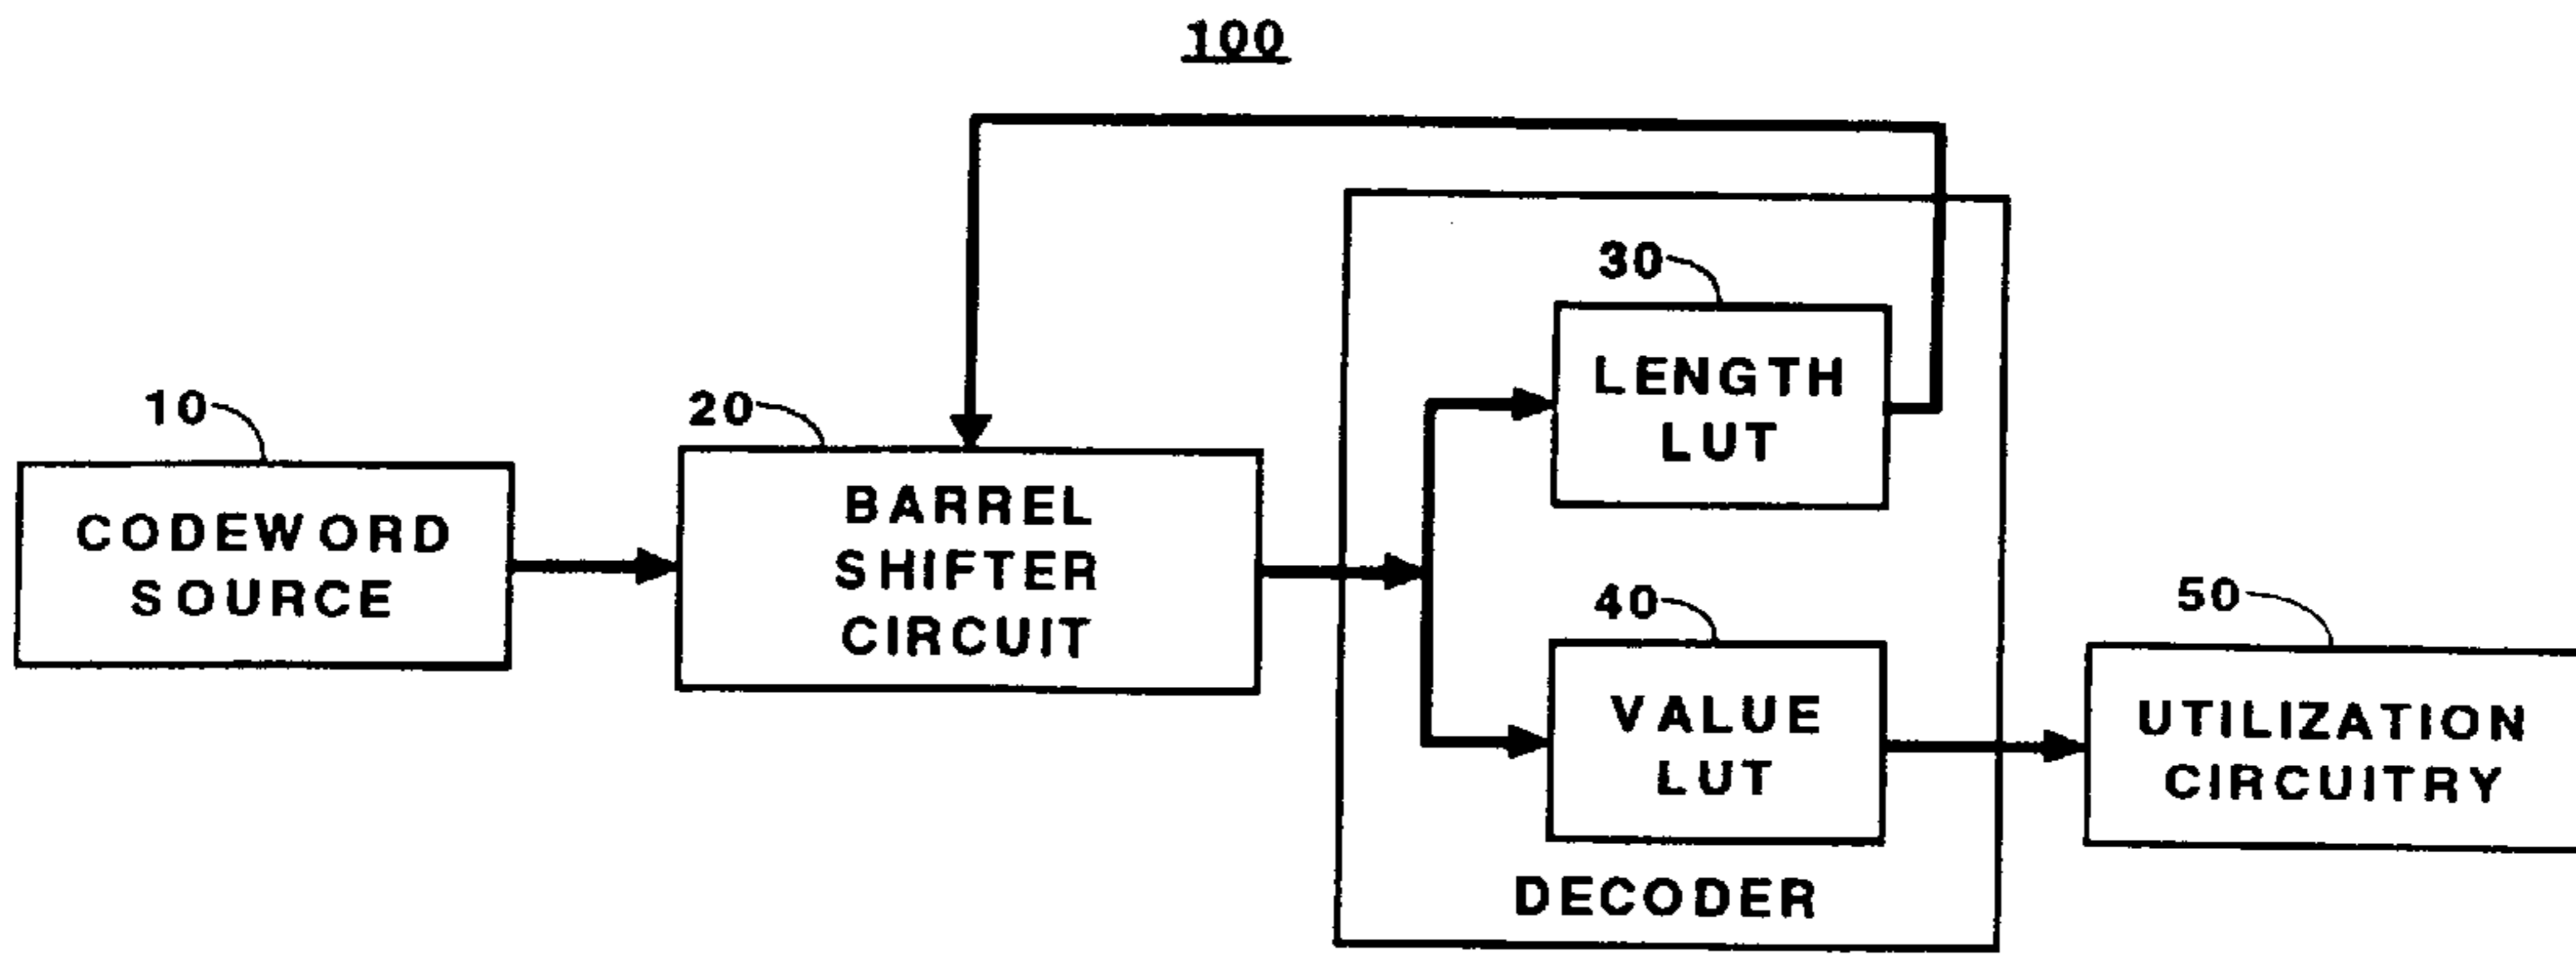 100
30
LENGTH
LUT
10
CODEWORD
SOURCE
20
BARREL
SHIFTER
CIRCUIT
40
VALUE
LUT
DECODER
50
UTILIZATION
CIRCUITRY